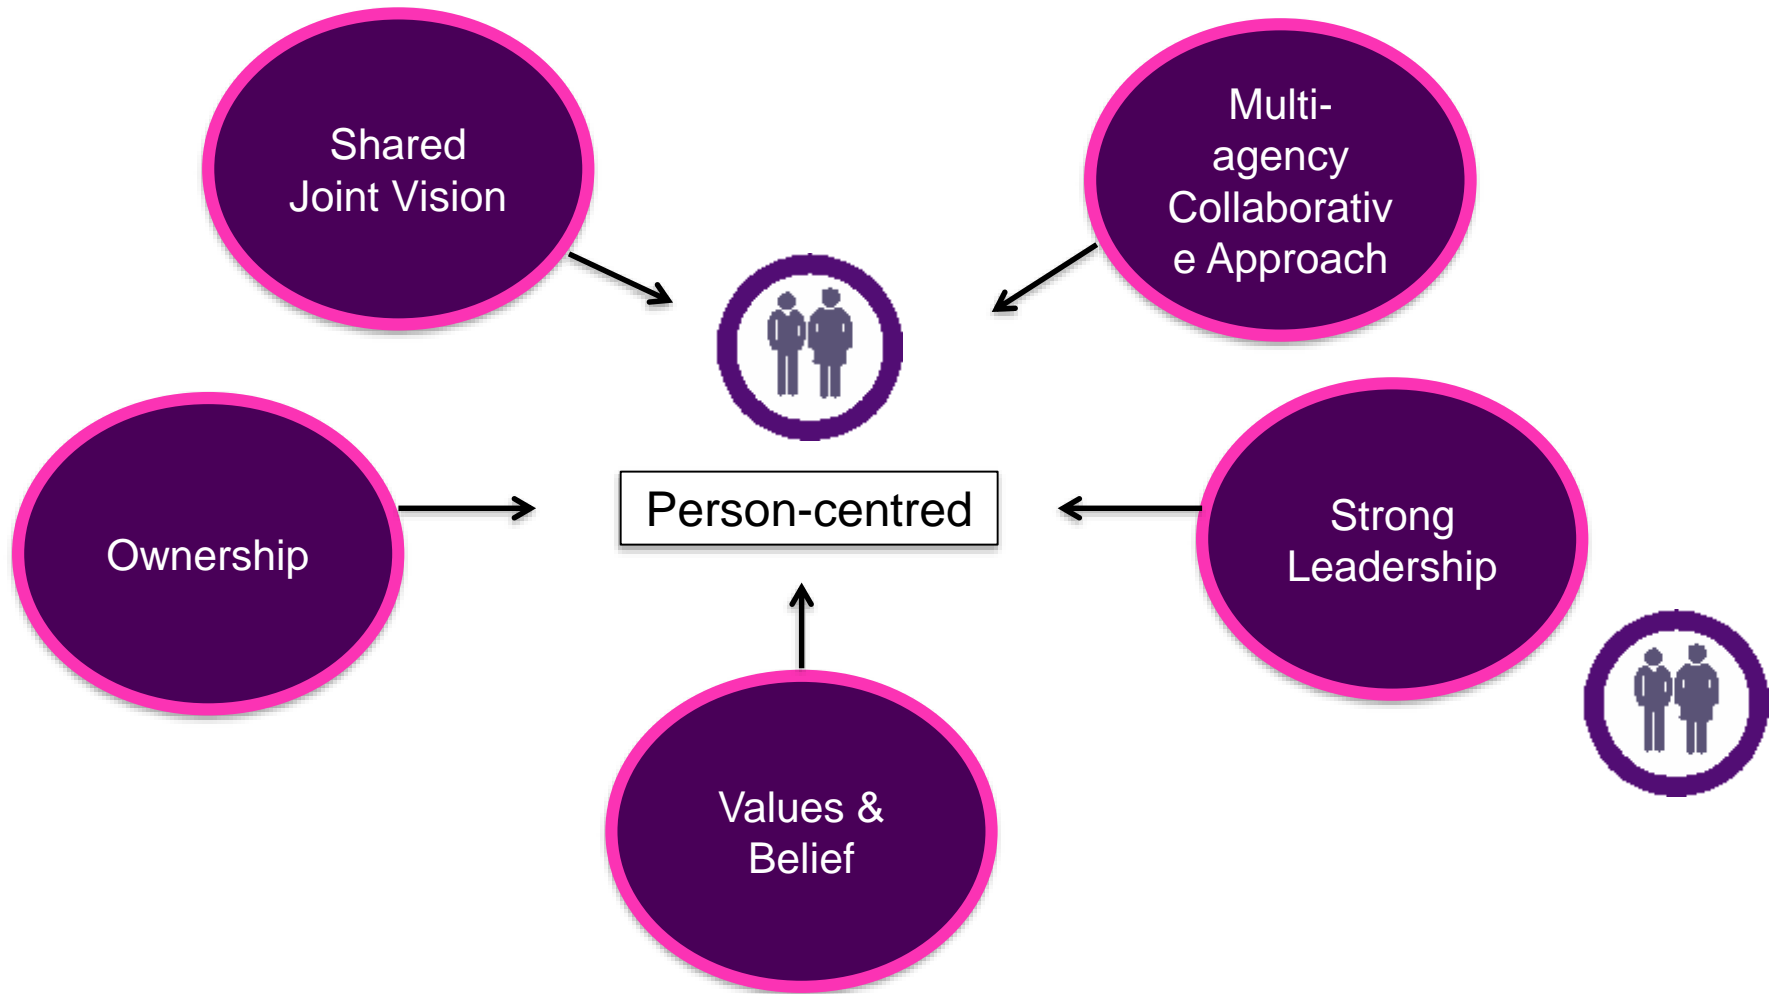 Shared
Joint Vision
Multi-
agency
Collaborativ
e Approach
Ownership
Person-centred
Strong
Leadership
Values &
Belief